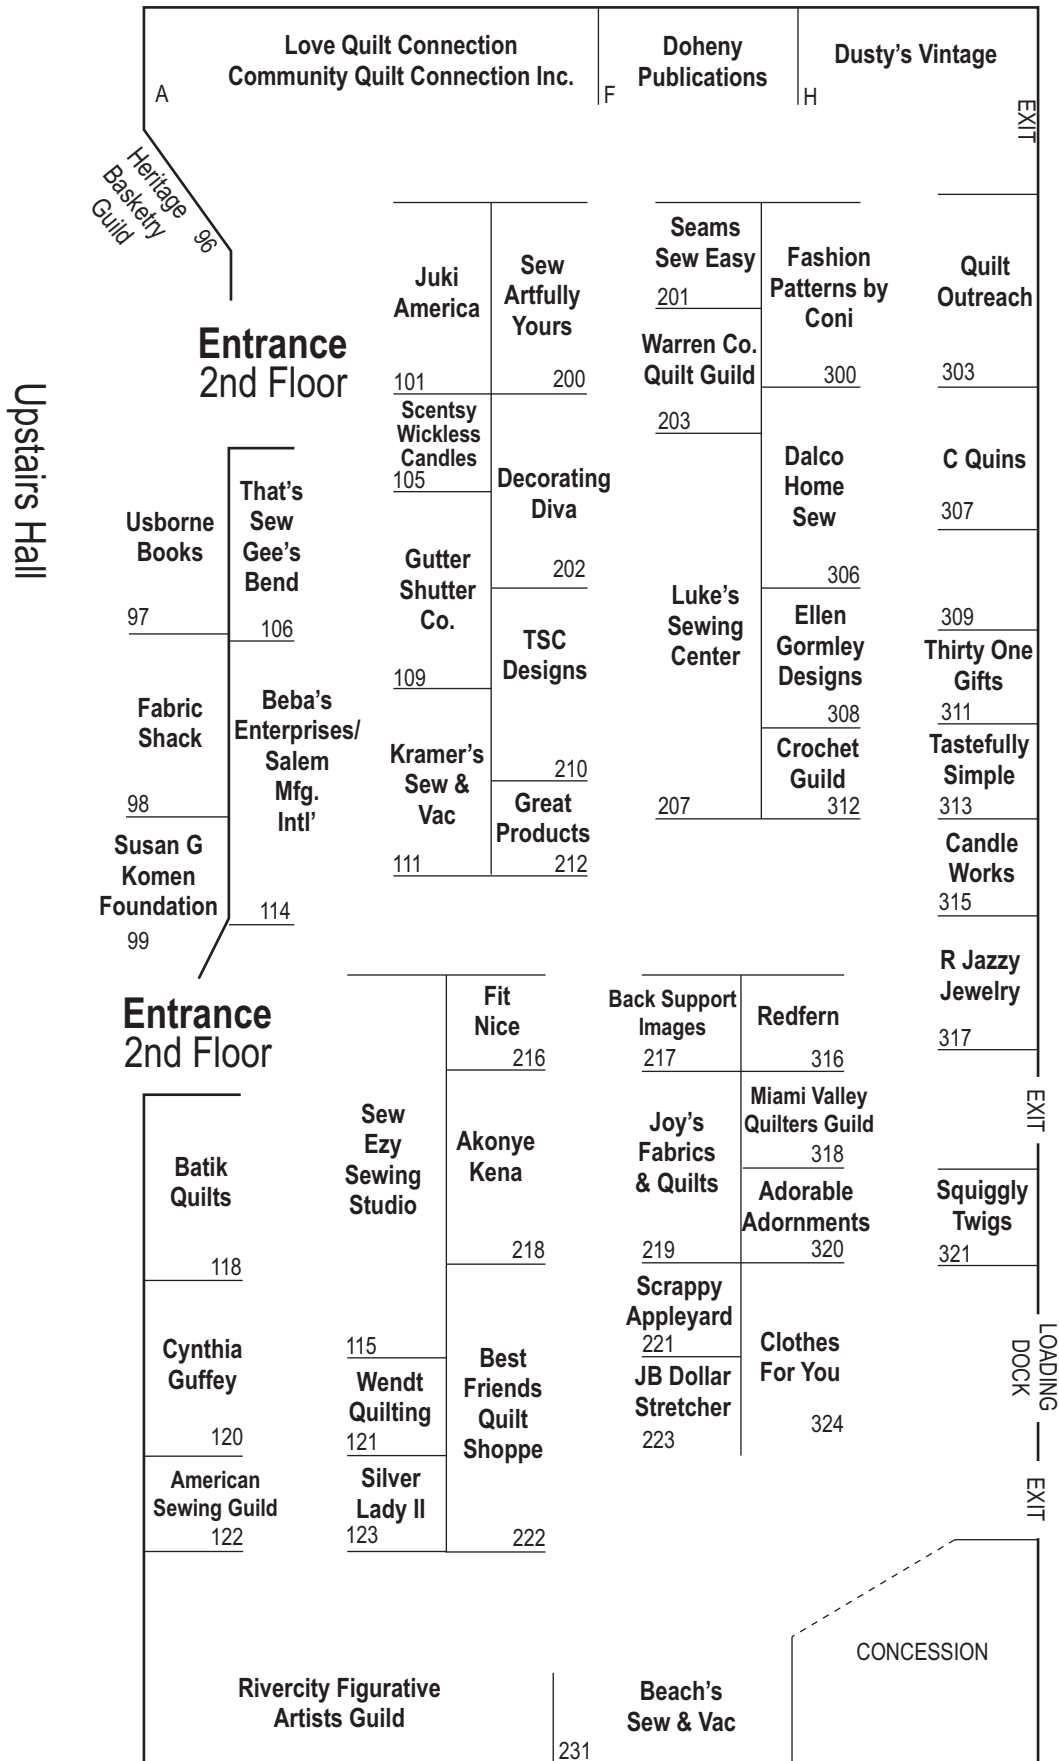 Love Quilt Connection
Community Quilt Connection Inc.
A
Doheny
Publications
F
Dusty's Vintage
H
EXIT
Heritage
Basketry
Guild
96
Entrance
2nd Floor
Upstairs Hall
Juki
America
101
Sew
Artfully
Yours
200
Seams
Sew Easy
201
Fashion
Patterns by
Coni
300
Quilt
Outreach
303
Warren Co.
Quilt Guild
203
Scentsy
Wickless
Candles
105
Decorating
Diva
202
Dalco
Home
Sew
306
C Quins
307
Usborne
Books
97
That's
Sew
Gee's
Bend
106
Gutter
Shutter
Co.
109
TSC
Designs
210
Luke's
Sewing
Center
207
Ellen
Gormley
Designs
308
309
Thirty One
Gifts
311
Fabric
Shack
98
Beba's
Enterprises/
Salem
Mfg.
Intl'
114
Kramer's
Sew &
Vac
111
Great
Products
212
Crochet
Guild
312
Tastefully
Simple
313
Susan G
Komen
Foundation
99
Candle
Works
315
R Jazzy
Jewelry
317
Entrance
2nd Floor
Fit
Nice
216
Back Support
Images
217
Redfern
316
EXIT
Batik
Quilts
118
Sew
Ezy
Sewing
Studio
115
Akonye
Kena
218
Joy's
Fabrics
& Quilts
219
Miami Valley
Quilters Guild
318
Adorable
Adornments
320
Squiggly
Twigs
321
Cynthia
Guffey
120
Wendt
Quilting
121
Best
Friends
Quilt
Shoppe
222
Scrappy
Appleyard
221
JB Dollar
Stretcher
223
Clothes
For You
324
LOADING
DOCK
American
Sewing Guild
122
Silver
Lady II
123
EXIT
CONCESSION
Rivercity Figurative
Artists Guild
Beach's
Sew & Vac
231